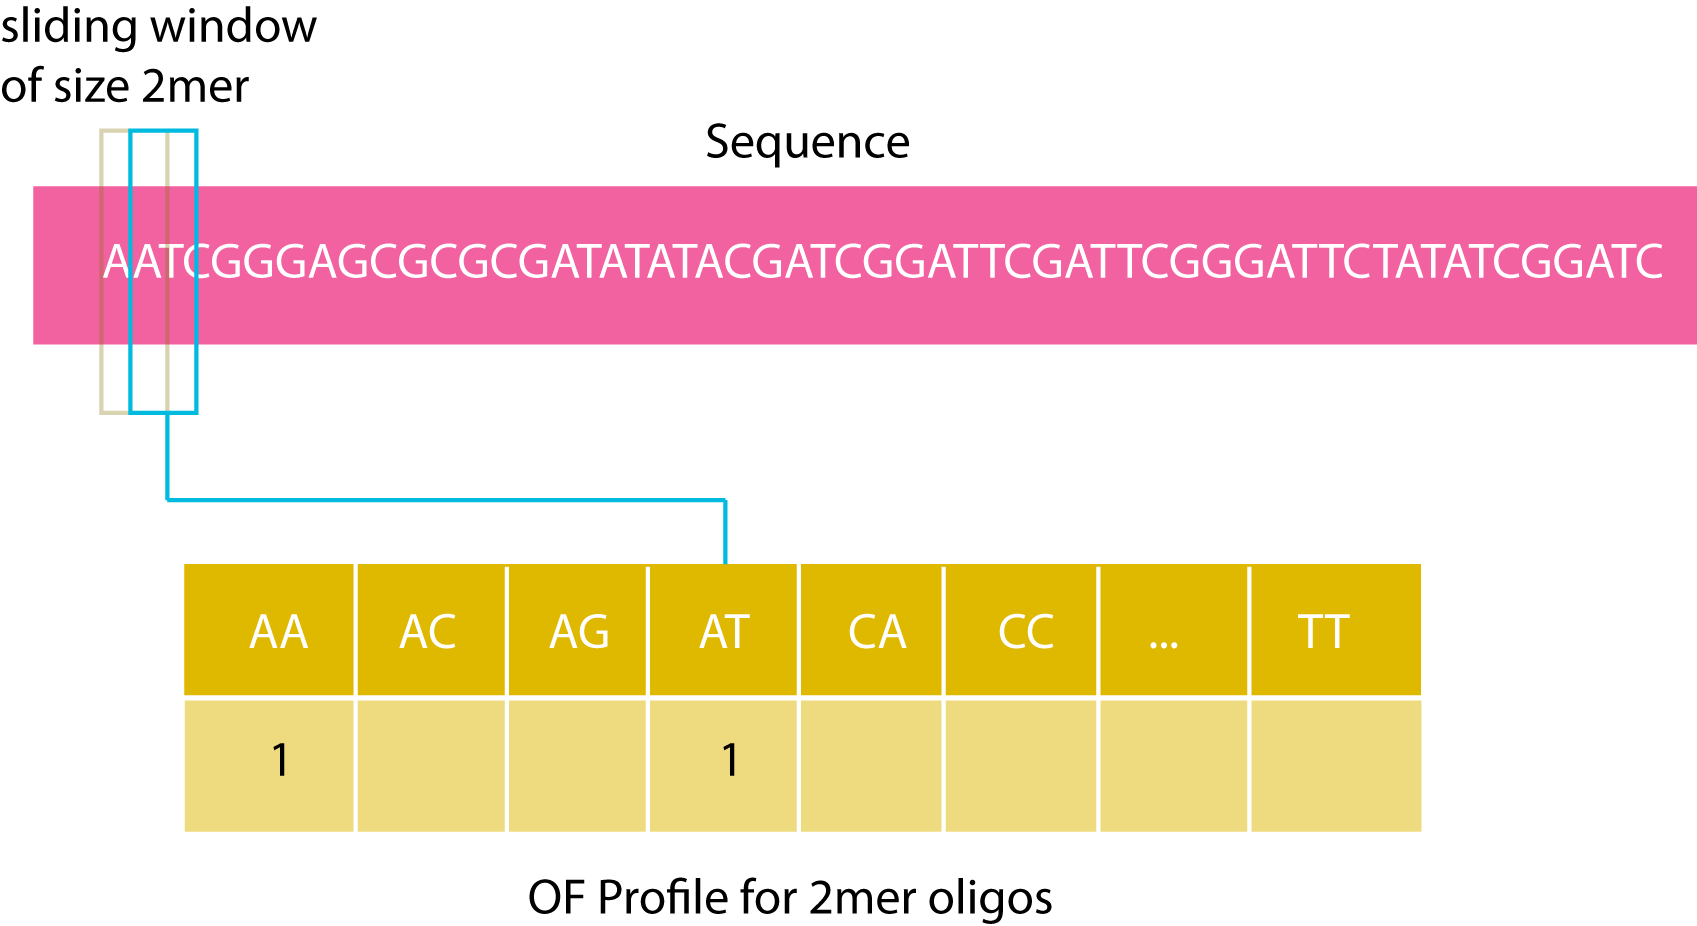 sliding window
of size 2mer
Sequence
AATCGGGAGCGCGCGATATATACGATCGGATTCGATTCGGGATTCTATATCGGATC
AA AC AG AT CA CC ... TT
1 1
OF Profile for 2mer oligos